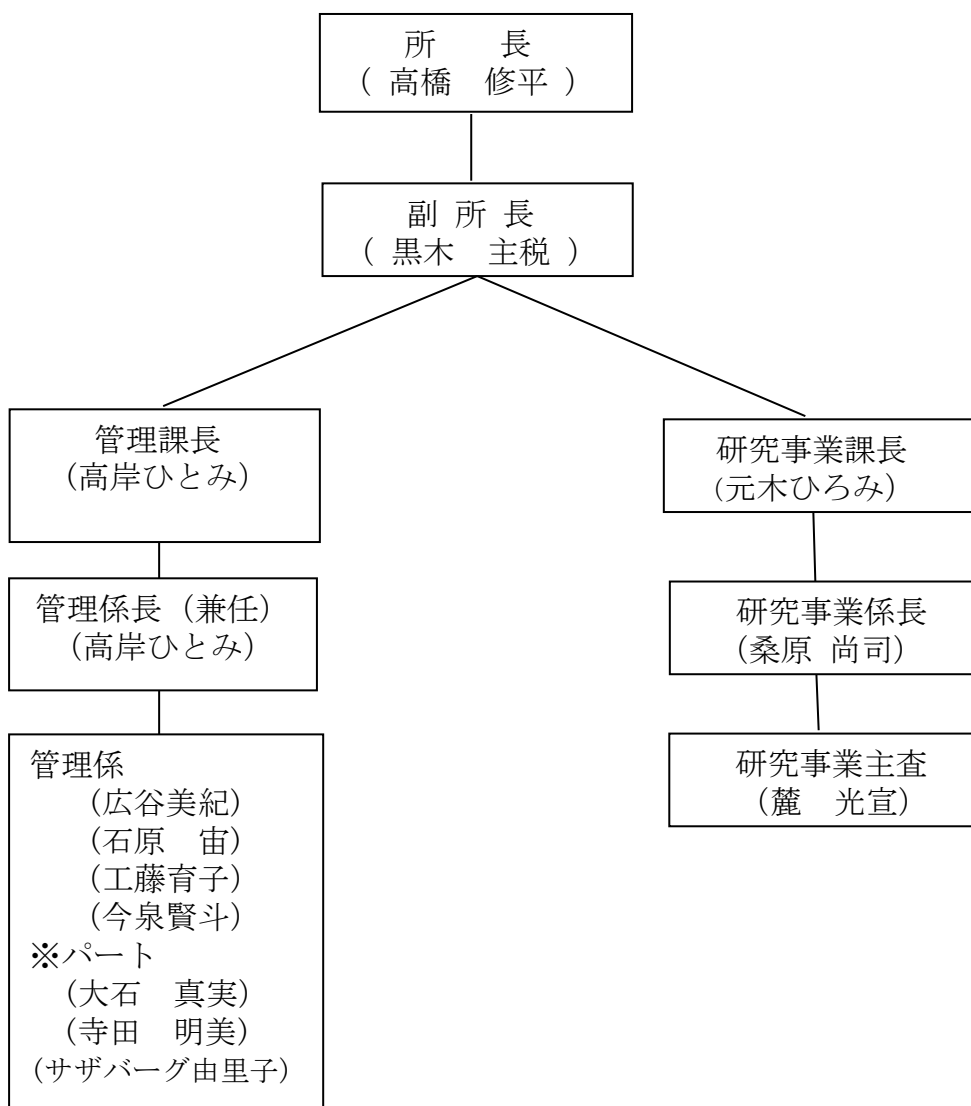 所　　長
（ 高橋　修平 ）
副 所 長
（ 黒木　主税 ）
管理課長
（高岸ひとみ）
管理係長（兼任）
（高岸ひとみ）
管理係
（広谷美紀）
（石原　宙）
（工藤育子）
（今泉賢斗）
※パート
（大石　真実）
（寺田　明美）
（サザバーグ由里子）
研究事業課長
（元木ひろみ）
研究事業係長
（桑原 尚司）
研究事業主査
（麓　光宣）